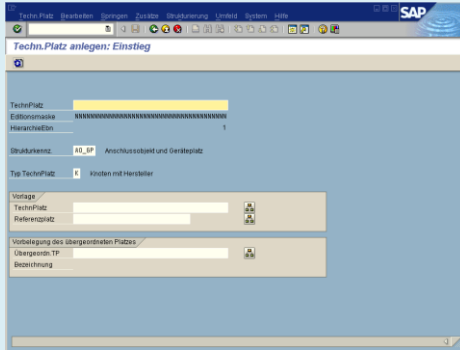 Techn.Platz Bearbeiten Springen Zusätze Strukturierung Umfeld System Hilfe
SAP
Techn.Platz anlegen: Einstieg
TechnPlatz
Editionsmaske NNNNNNNNNNNNNNNNNNNNNNNNNNNNNNNNNNNNNNNN
HierarchieEbn 1
Strukturkennz. AO_GP Anschlussobjekt und Geräteplatz
Typ TechnPlatz K Knoten mit Hersteller
Vorlage
TechnPlatz
Referenzplatz
Vorbelegung des übergeordneten Platzes
Übergeordn.TP
Bezeichnung